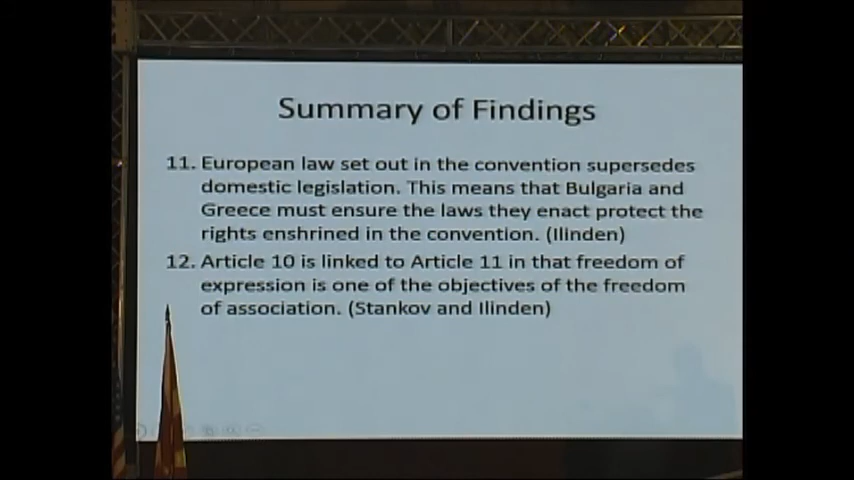 Summary of Findings
11. European law set out in the convention supersedes
domestic legislation. This means that Bulgaria and
Greece must ensure the laws they enact protect the
rights enshrined in the convention. (Ilinden)
12. Article 10 is linked to Article 11 in that freedom of
expression is one of the objectives of the freedom
of association. (Stankov and Ilinden)